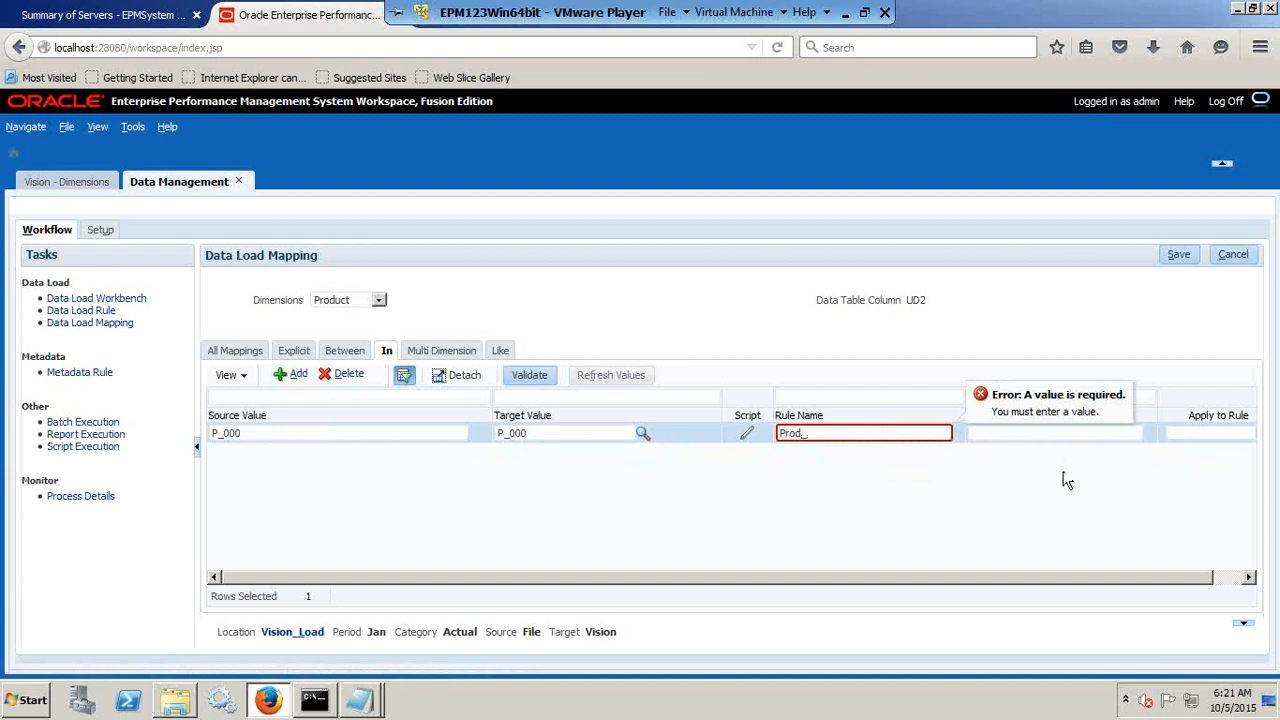 Summary of Servers - EPMSystem ... ×
Oracle Enterprise Performanc...
EPM123Win64bit - VMware Player File Virtual Machine Help
localhost:28080/workspace/index.jsp
Search
Most Visited Getting Started Internet Explorer can... Suggested Sites Web Slice Gallery
ORACLE Enterprise Performance Management System Workspace, Fusion Edition
Logged in as admin Help Log Off
Navigate File View Tools Help
Vision - Dimensions Data Management ×
Workflow Setup
Tasks
Data Load
Data Load Workbench
Data Load Rule
Data Load Mapping
Metadata
Metadata Rule
Other
Batch Execution
Report Execution
Script Execution
Monitor
Process Details
Data Load Mapping
Save Cancel
Dimensions Product
Data Table Column UD2
All Mappings Explicit Between In Multi Dimension Like
View Add Delete Detach Validate Refresh Values
Error: A value is required.
You must enter a value.
Source Value Target Value Script Rule Name Apply to Rule
P_000 P_000 Prod_
Rows Selected 1
Location Vision_Load Period Jan Category Actual Source File Target Vision
Start
6:21 AM
10/5/2015